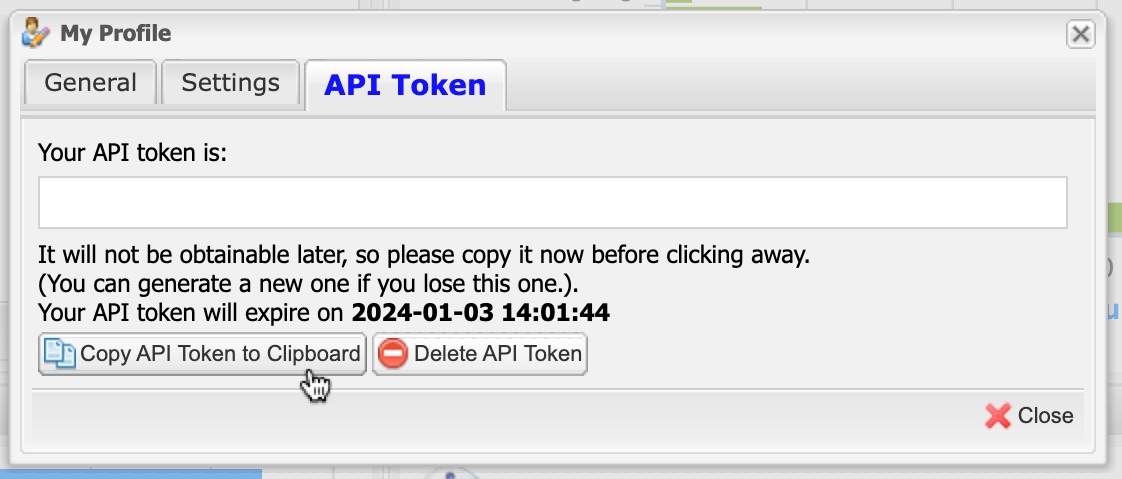 My Profile
General
Settings
API Token
Your API token is:
It will not be obtainable later, so please copy it now before clicking away.
(You can generate a new one if you lose this one.).
Your API token will expire on 2024-01-03 14:01:44
Copy API Token to Clipboard
Delete API Token
Close